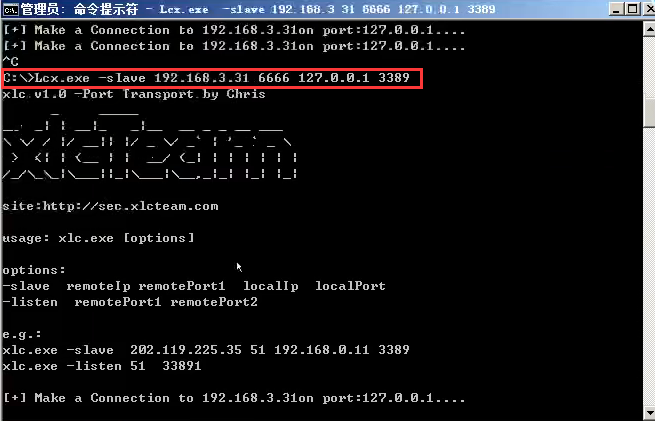 管理员: 命令提示符 - Lcx.exe  -slave 192.168.3 31 6666 127.0.0.1 3389
[+] Make a Connection to 192.168.3.31on port:127.0.0.1....
[+] Make a Connection to 192.168.3.31on port:127.0.0.1....
^C
C:\>Lcx.exe -slave 192.168.3.31 6666 127.0.0.1 3389
xlc v1.0 -Port Transport by Chris
xlcteam
site:http://sec.xlcteam.com
usage: xlc.exe [options]
options:
-slave  remoteIp remotePort1  localIp  localPort
-listen  remotePort1 remotePort2
e.g.:
xlc.exe -slave  202.119.225.35 51 192.168.0.11 3389
xlc.exe -listen 51  33891
[+] Make a Connection to 192.168.3.31on port:127.0.0.1....